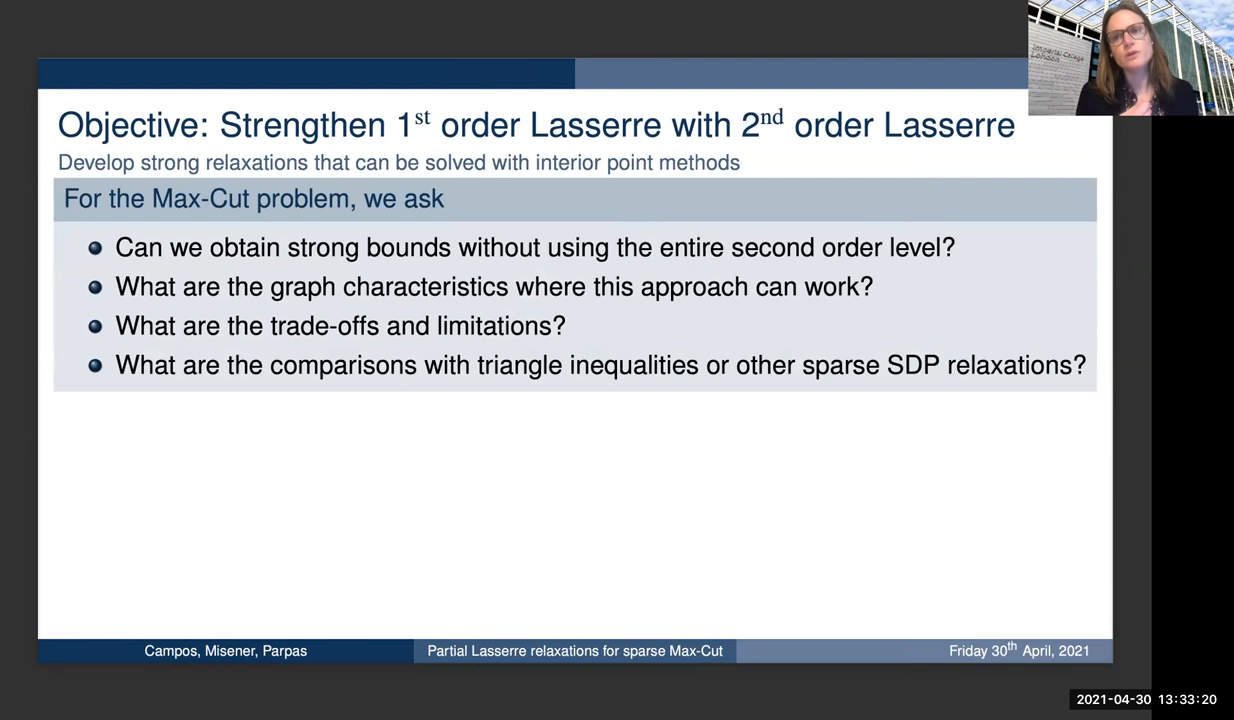 Imperial College
London
Objective: Strengthen 1st order Lasserre with 2nd order Lasserre
Develop strong relaxations that can be solved with interior point methods
For the Max-Cut problem, we ask
Can we obtain strong bounds without using the entire second order level?
What are the graph characteristics where this approach can work?
What are the trade-offs and limitations?
What are the comparisons with triangle inequalities or other sparse SDP relaxations?
Campos, Misener, Parpas
Partial Lasserre relaxations for sparse Max-Cut
Friday 30th April, 2021
2021-04-30 13:33:20